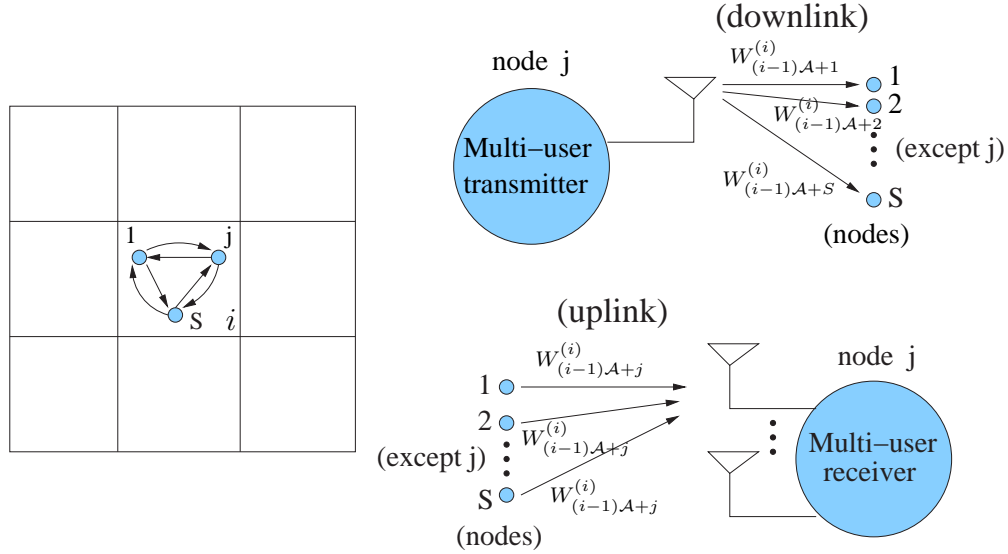 1
j
S
i
(downlink)
node j
Multi−user
transmitter
W^{(i)}_{(i−1)𝒜+1}
W^{(i)}_{(i−1)𝒜+2}
W^{(i)}_{(i−1)𝒜+S}
1
2
(except j)
S
(nodes)
(uplink)
1
2
(except j)
S
(nodes)
W^{(i)}_{(i−1)𝒜+j}
W^{(i)}_{(i−1)𝒜+j}
W^{(i)}_{(i−1)𝒜+j}
node j
Multi−user
receiver